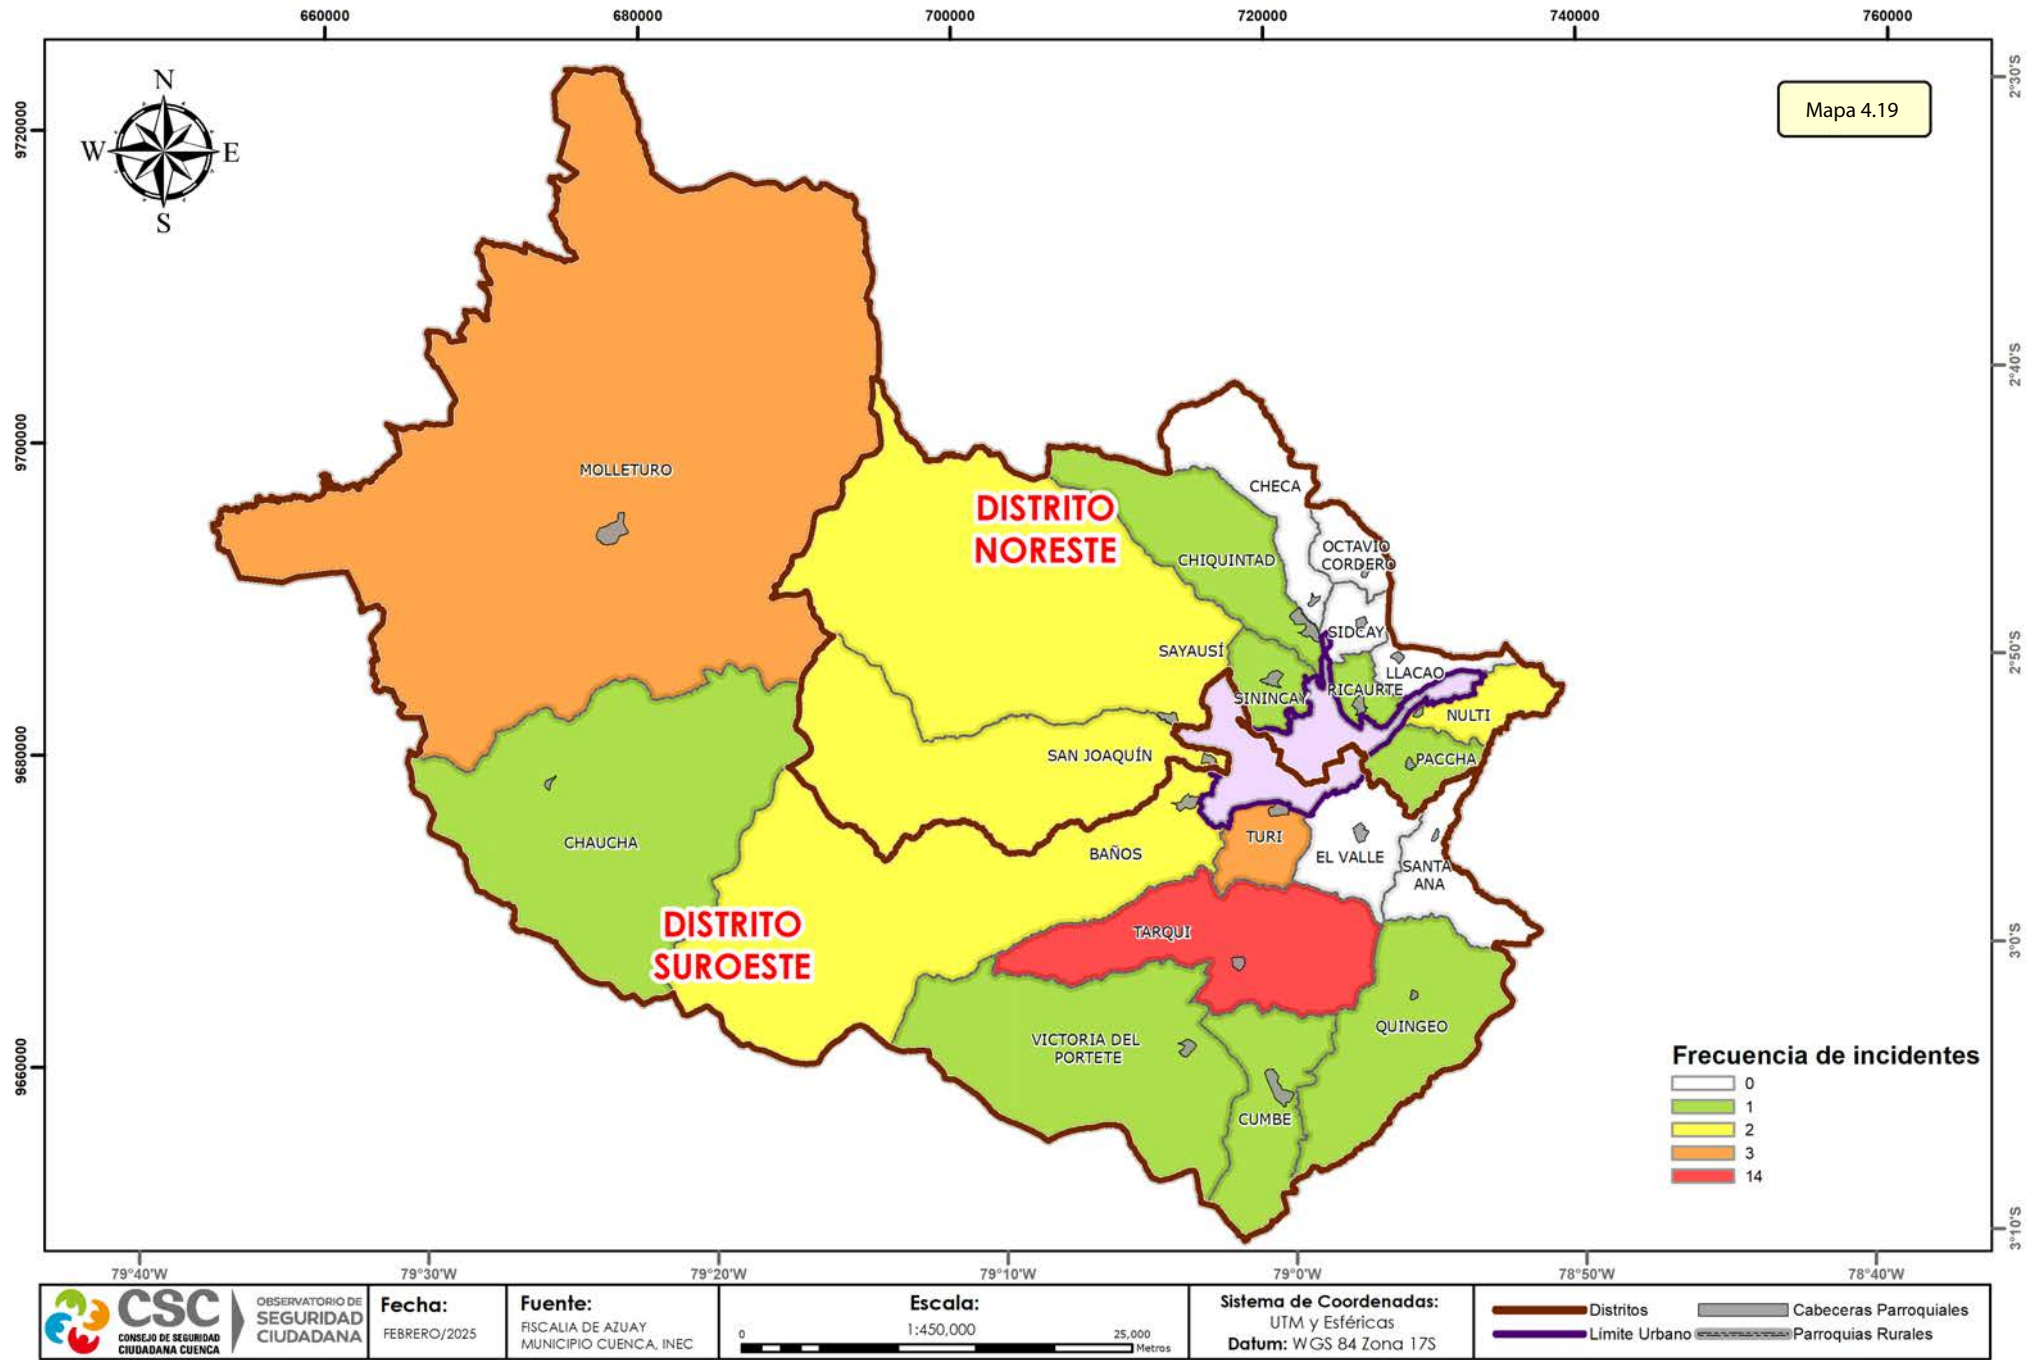 660000 680000 700000 720000 740000 760000
N
W E
S
Mapa 4.19
2°30'S
2°40'S
2°50'S
3°0'S
3°10'S
9720000
9700000
9680000
9660000
MOLLETURO
DISTRITO
NORESTE
CHECA
OCTAVIO
CORDERO
CHIQUINTAD
SIDCAY
SAYAUSÍ
LLACAO
RICAURTE
SININCAY
NULTI
SAN JOAQUÍN
PACCHA
CHAUCHA
TURI
BAÑOS
EL VALLE
SANTA
ANA
DISTRITO
SUROESTE
TARQUI
QUINGEO
VICTORIA DEL
PORTETE
CUMBE
Frecuencia de incidentes
0
1
2
3
14
79°40'W 79°30'W 79°20'W 79°10'W 79°0'W 78°50'W 78°40'W
CSC
CONSEJO DE SEGURIDAD
CIUDADANA CUENCA
OBSERVATORIO DE
SEGURIDAD
CIUDADANA
Fecha:
FEBRERO/2025
Fuente:
FISCALIA DE AZUAY
MUNICIPIO CUENCA, INEC
Escala:
1:450,000
0 25,000
Metros
Sistema de Coordenadas:
UTM y Esféricas
Datum: WGS 84 Zona 17S
Distritos
Límite Urbano
Cabeceras Parroquiales
Parroquias Rurales